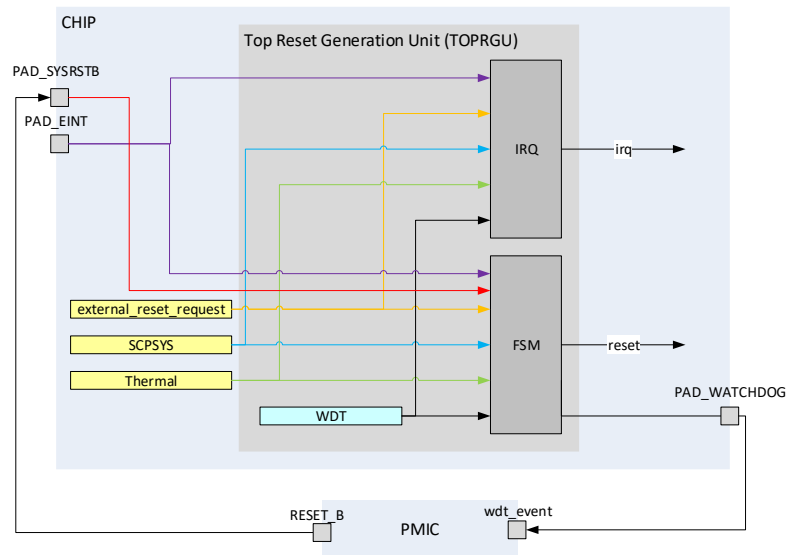 CHIP
Top Reset Generation Unit (TOPRGU)
PAD_SYSRSTB
PAD_EINT
IRQ
irq
external_reset_request
SCPSYS
FSM
reset
Thermal
PAD_WATCHDOG
WDT
RESET_B
PMIC
wdt_event